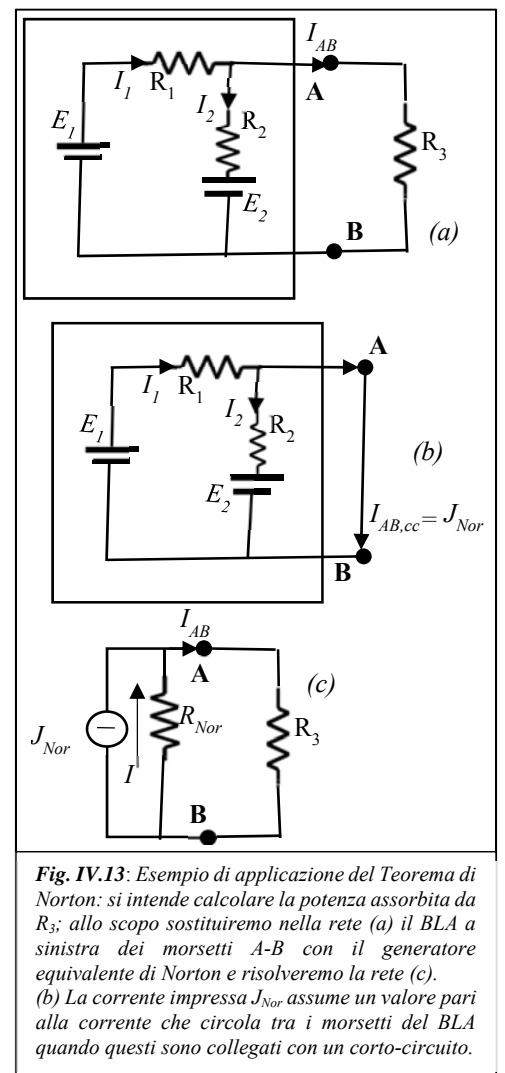 I_AB
I_1 R_1
A
I_2
R_2
E_1
R_3
E_2
B
(a)
A
I_1 R_1
I_2
E_1
R_2
(b)
E_2
I_AB,cc = J_Nor
B
I_AB
A
(c)
R_Nor
J_Nor
R_3
I
B
Fig. IV.13: Esempio di applicazione del Teorema di
Norton: si intende calcolare la potenza assorbita da
R_3; allo scopo sostituiremo nella rete (a) il BLA a
sinistra dei morsetti A-B con il generatore
equivalente di Norton e risolveremo la rete (c).
(b) La corrente impressa J_Nor assume un valore pari
alla corrente che circola tra i morsetti del BLA
quando questi sono collegati con un corto-circuito.